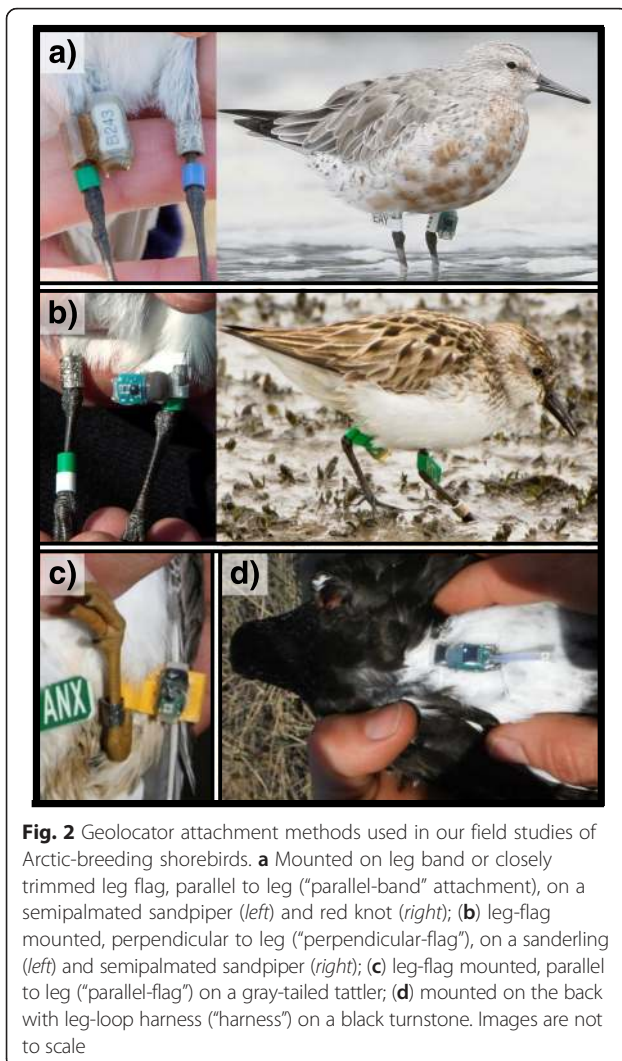 a)
B243
EAY
b)
c)
ANX
d)
Fig. 2 Geolocator attachment methods used in our field studies of
Arctic-breeding shorebirds. a Mounted on leg band or closely
trimmed leg flag, parallel to leg (“parallel-band” attachment), on a
semipalmated sandpiper (left) and red knot (right); (b) leg-flag
mounted, perpendicular to leg (“perpendicular-flag”), on a sanderling
(left) and semipalmated sandpiper (right); (c) leg-flag mounted, parallel
to leg (“parallel-flag”) on a gray-tailed tattler; (d) mounted on the back
with leg-loop harness (“harness”) on a black turnstone. Images are not
to scale